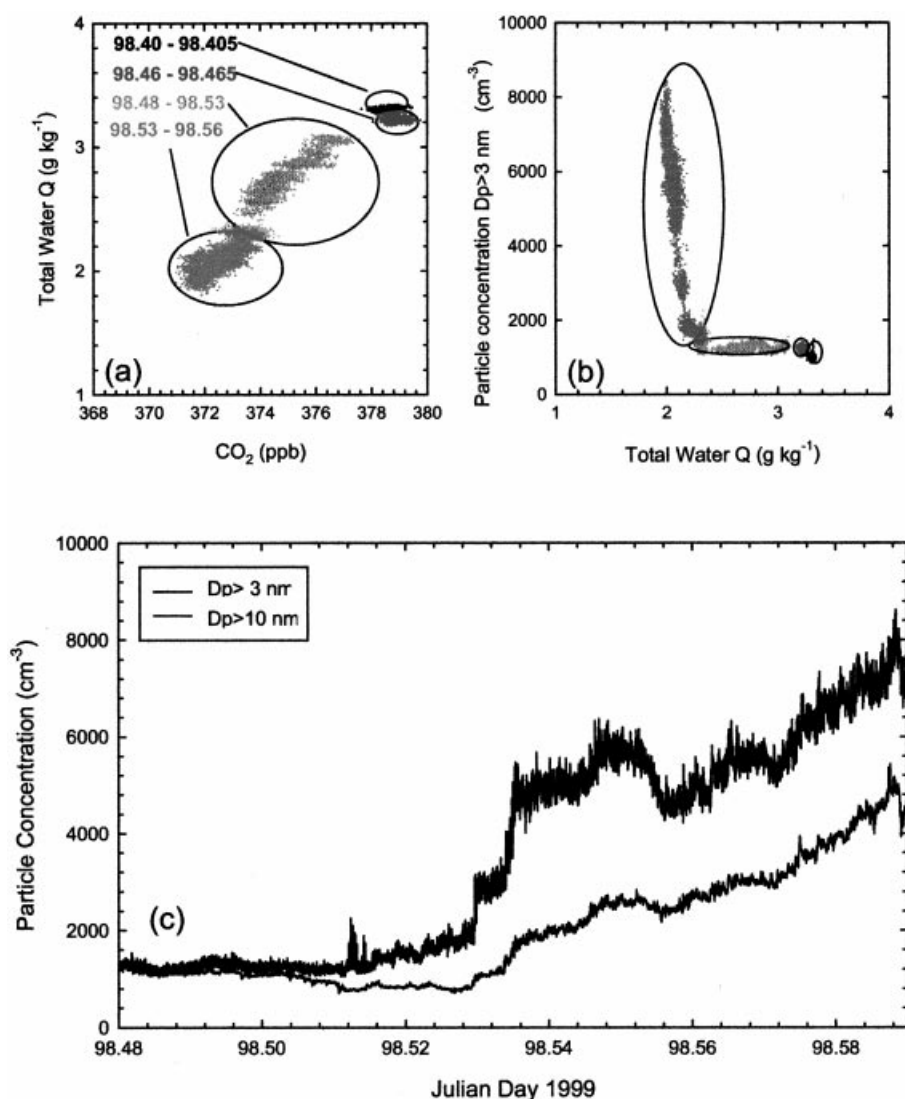 98.40 - 98.405
98.46 - 98.465
98.48 - 98.53
98.53 - 98.56
4
3
2
1
Total Water Q (g kg⁻¹)
(a)
368 370 372 374 376 378 380
CO₂ (ppb)
10000
8000
6000
4000
2000
0
Particle concentration Dp>3 nm (cm⁻³)
(b)
1 2 3 4
Total Water Q (g kg⁻¹)
10000
8000
6000
4000
2000
0
Particle Concentration (cm⁻³)
Dp> 3 nm
Dp>10 nm
(c)
98.48 98.50 98.52 98.54 98.56 98.58
Julian Day 1999